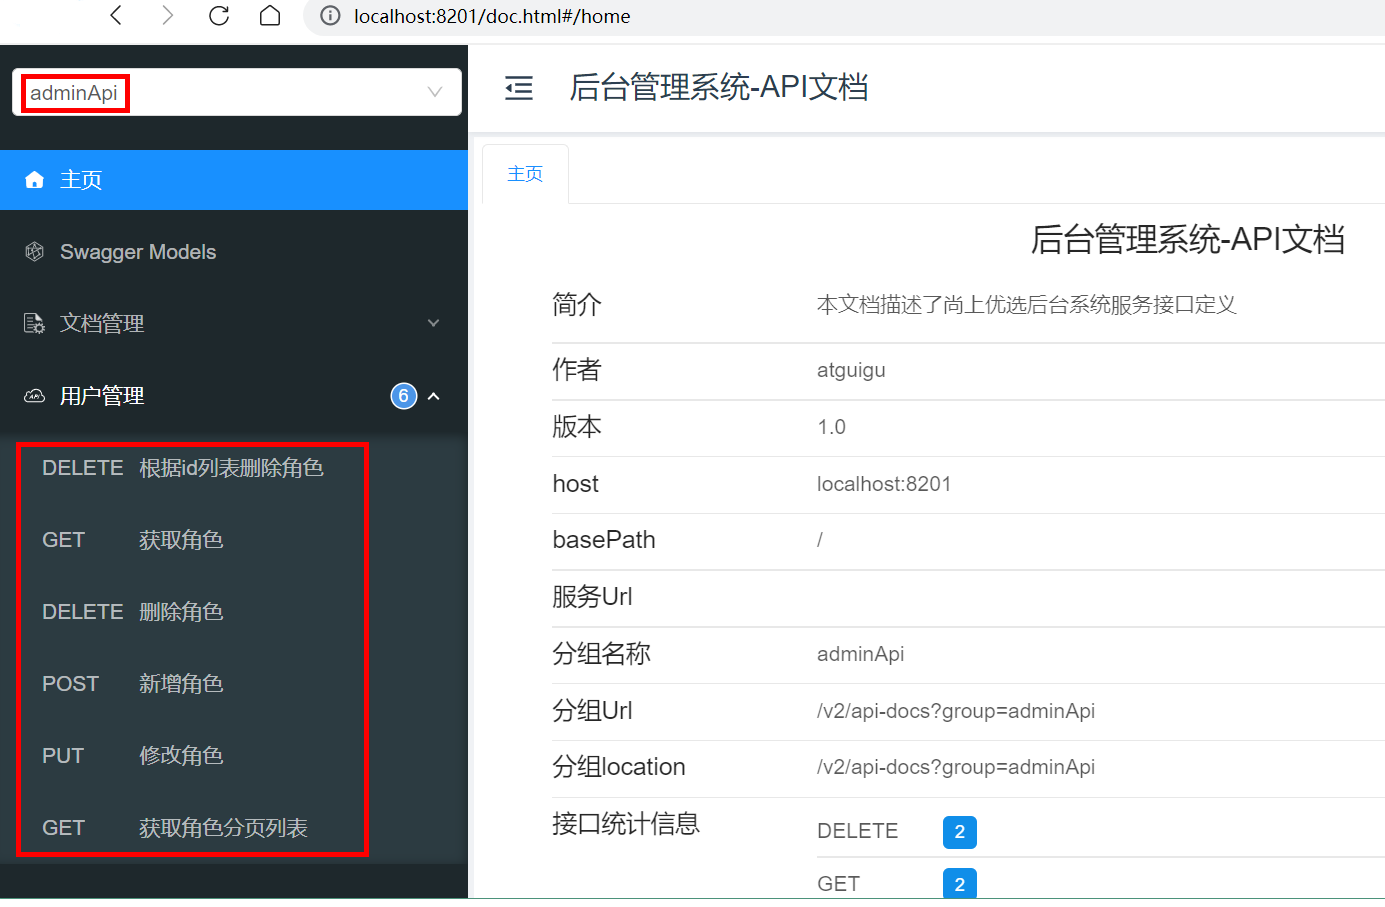 localhost:8201/doc.html#/home
adminApi
主页
Swagger Models
文档管理
用户管理 6
DELETE 根据id列表删除角色
GET 获取角色
DELETE 删除角色
POST 新增角色
PUT 修改角色
GET 获取角色分页列表
后台管理系统-API文档
主页
后台管理系统-API文档
简介 本文档描述了尚上优选后台系统服务接口定义
作者 atguigu
版本 1.0
host localhost:8201
basePath /
服务Url
分组名称 adminApi
分组Url /v2/api-docs?group=adminApi
分组location /v2/api-docs?group=adminApi
接口统计信息 DELETE 2
GET 2